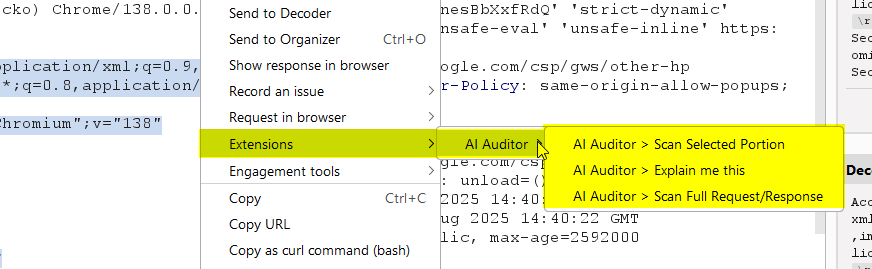 cko) Chrome/138.0.0.
pplication/xml;q=0.9,
*;q=0.8,application/
Chromium";v="138"
Send to Decoder
Send to Organizer Ctrl+O
Show response in browser
Record an issue
Request in browser
Extensions
Engagement tools
Copy Ctrl+C
Copy URL
Copy as curl command (bash)
AI Auditor
AI Auditor > Scan Selected Portion
AI Auditor > Explain me this
AI Auditor > Scan Full Request/Response
nesBbXxfRdQ' 'strict-dynamic'
nsafe-eval' 'unsafe-inline' https:
ogle.com/csp/gws/other-hp
r-Policy: same-origin-allow-popups;
gle.com/csp
: unload=()
2025 14:40:
ug 2025 14:40:22 GMT
lic, max-age=2592000
lic
\r
Sec
omi
Sec
Deco
Acc
xml
,im
lic